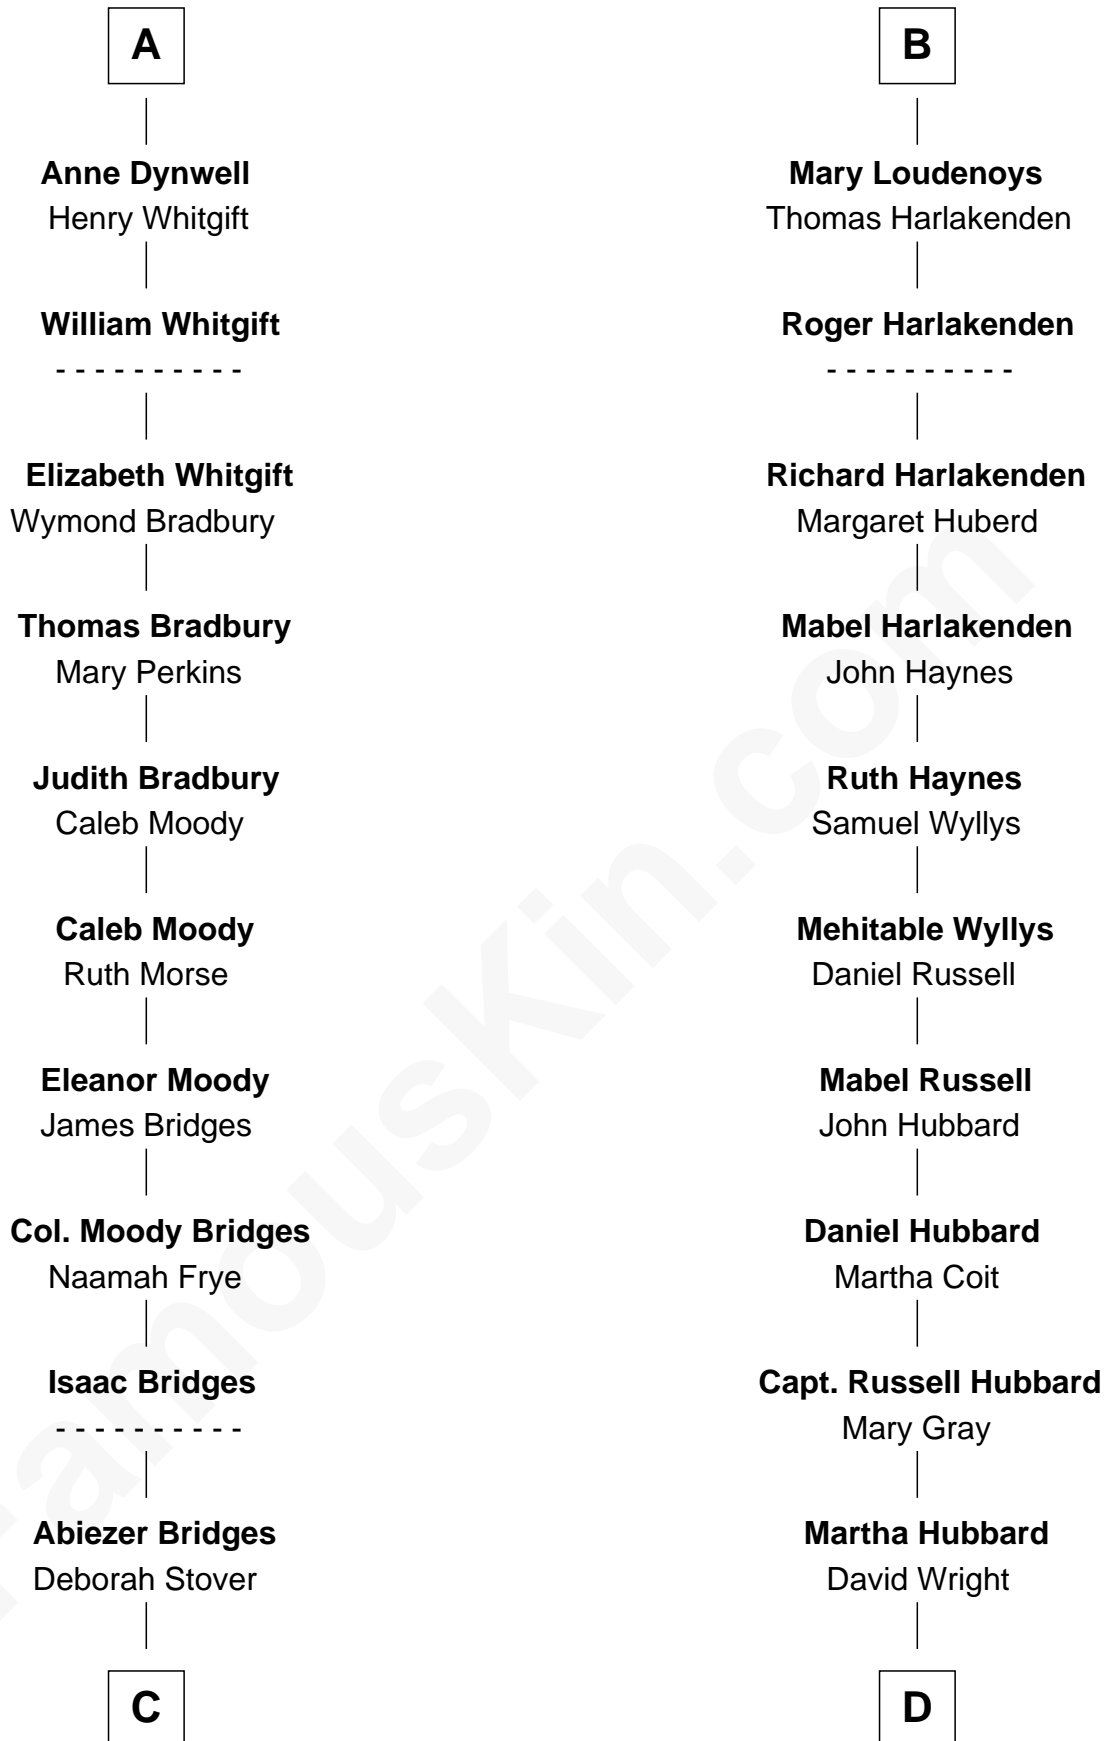 A
Anne Dynwell
Henry Whitgift
William Whitgift
- - - - - - - - - -
Elizabeth Whitgift
Wymond Bradbury
Thomas Bradbury
Mary Perkins
Judith Bradbury
Caleb Moody
Caleb Moody
Ruth Morse
Eleanor Moody
James Bridges
Col. Moody Bridges
Naamah Frye
Isaac Bridges
- - - - - - - - - -
Abiezer Bridges
Deborah Stover
C
B
Mary Loudenoys
Thomas Harlakenden
Roger Harlakenden
- - - - - - - - - -
Richard Harlakenden
Margaret Huberd
Mabel Harlakenden
John Haynes
Ruth Haynes
Samuel Wyllys
Mehitable Wyllys
Daniel Russell
Mabel Russell
John Hubbard
Daniel Hubbard
Martha Coit
Capt. Russell Hubbard
Mary Gray
Martha Hubbard
David Wright
D
FamousKin.com